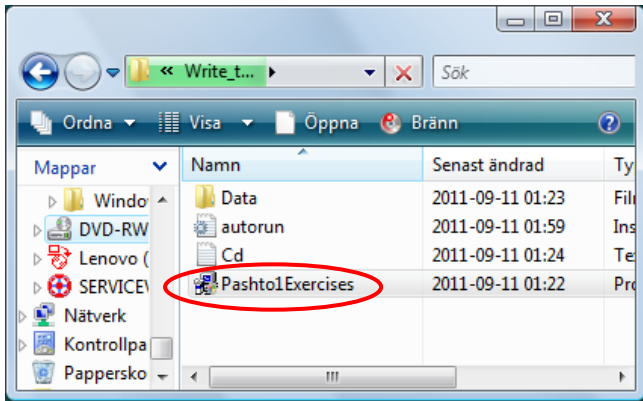 « Write_t...
Sök
Ordna Visa Öppna Bränn
Mappar Namn Senast ändrad Ty
Windo Data 2011-09-11 01:23 Fil
DVD-RW autorun 2011-09-11 01:59 Ins
Lenovo ( Cd 2011-09-11 01:24 Te
SERVICEV Pashto1Exercises 2011-09-11 01:22 Pro
Nätverk
Kontrollpa
Pappersko